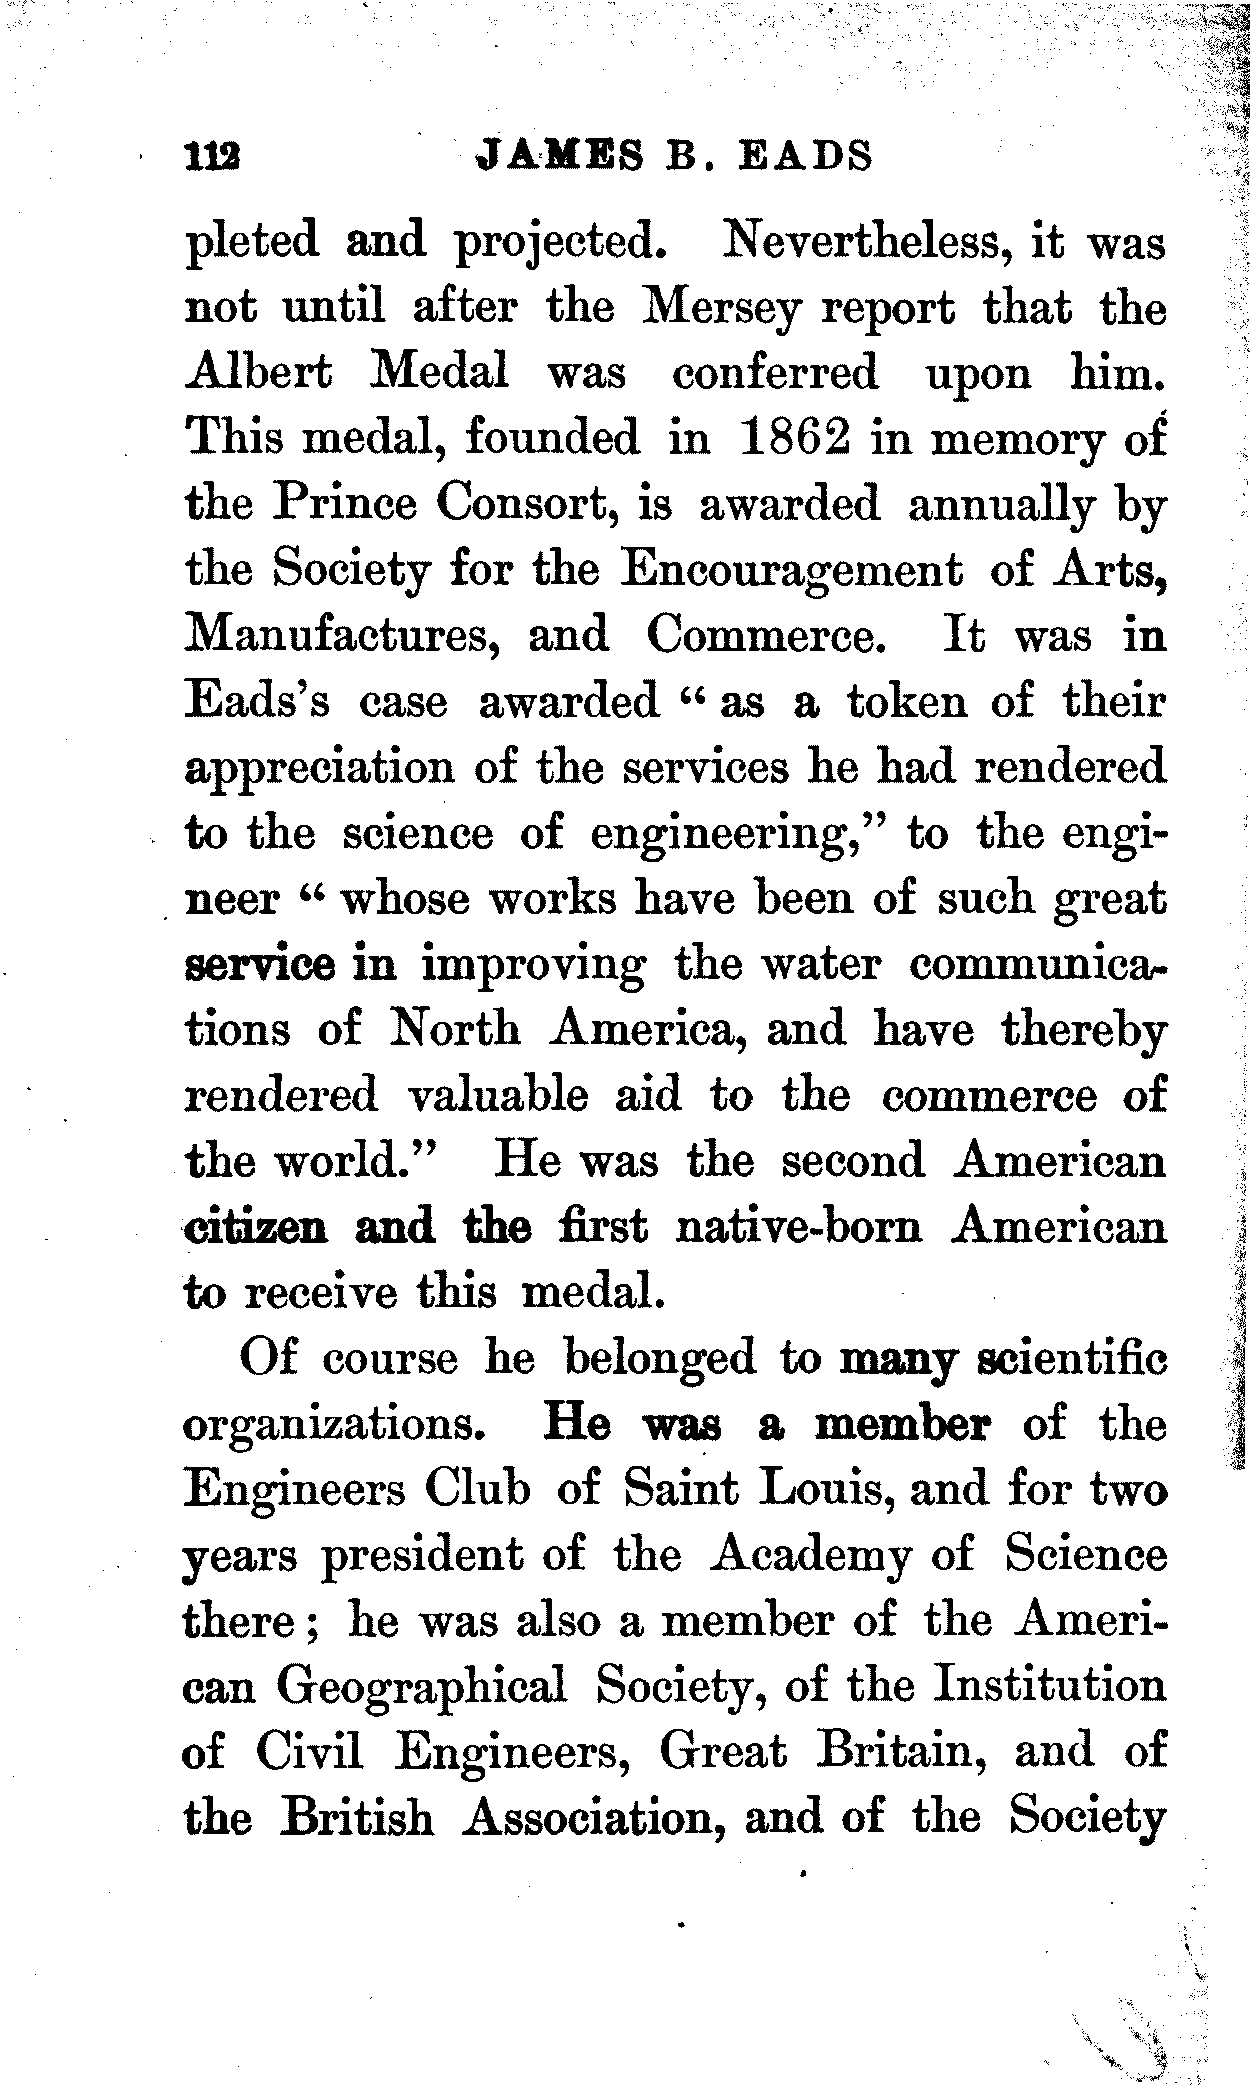 112 JAMES B. EADS
pleted and projected. Nevertheless, it was
not until after the Mersey report that the
Albert Medal was conferred upon him.
This medal, founded in 1862 in memory of
the Prince Consort, is awarded annually by
the Society for the Encouragement of Arts,
Manufactures, and Commerce. It was in
Eads's case awarded “ as a token of their
appreciation of the services he had rendered
to the science of engineering,” to the engi-
neer “ whose works have been of such great
service in improving the water communica-
tions of North America, and have thereby
rendered valuable aid to the commerce of
the world.” He was the second American
citizen and the first native-born American
to receive this medal.
Of course he belonged to many scientific
organizations. He was a member of the
Engineers Club of Saint Louis, and for two
years president of the Academy of Science
there ; he was also a member of the Ameri-
can Geographical Society, of the Institution
of Civil Engineers, Great Britain, and of
the British Association, and of the Society